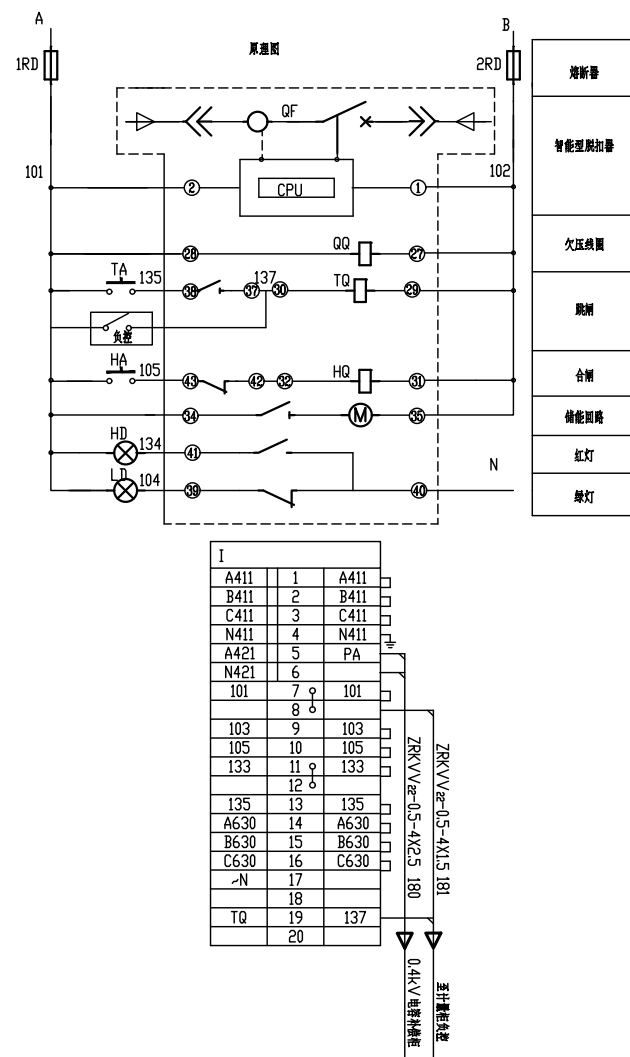 A
B
原理图
1RD
2RD
熔断器
QF
智能型脱扣器
101
102
2
CPU
1
28
QQ
27
欠压线圈
TA
135
38
37
137
30
TQ
29
跳闸
负控
HA
105
43
42
32
HQ
31
合闸
34
M
35
储能回路
HD
134
41
N
红灯
LD
104
39
40
绿灯
I
A411 1 A411
B411 2 B411
C411 3 C411
N411 4 N411
A421 5 PA
N421 6
101 7 101
8
103 9 103
105 10 105
133 11 133
12
135 13 135
A630 14 A630
B630 15 B630
C630 16 C630
~N 17
18
TQ 19 137
20
ZRKVV22-0.5-4X2.5 180
ZRKVV22-0.5-4X1.5 181
0.4kV电容补偿柜
至计量柜负控